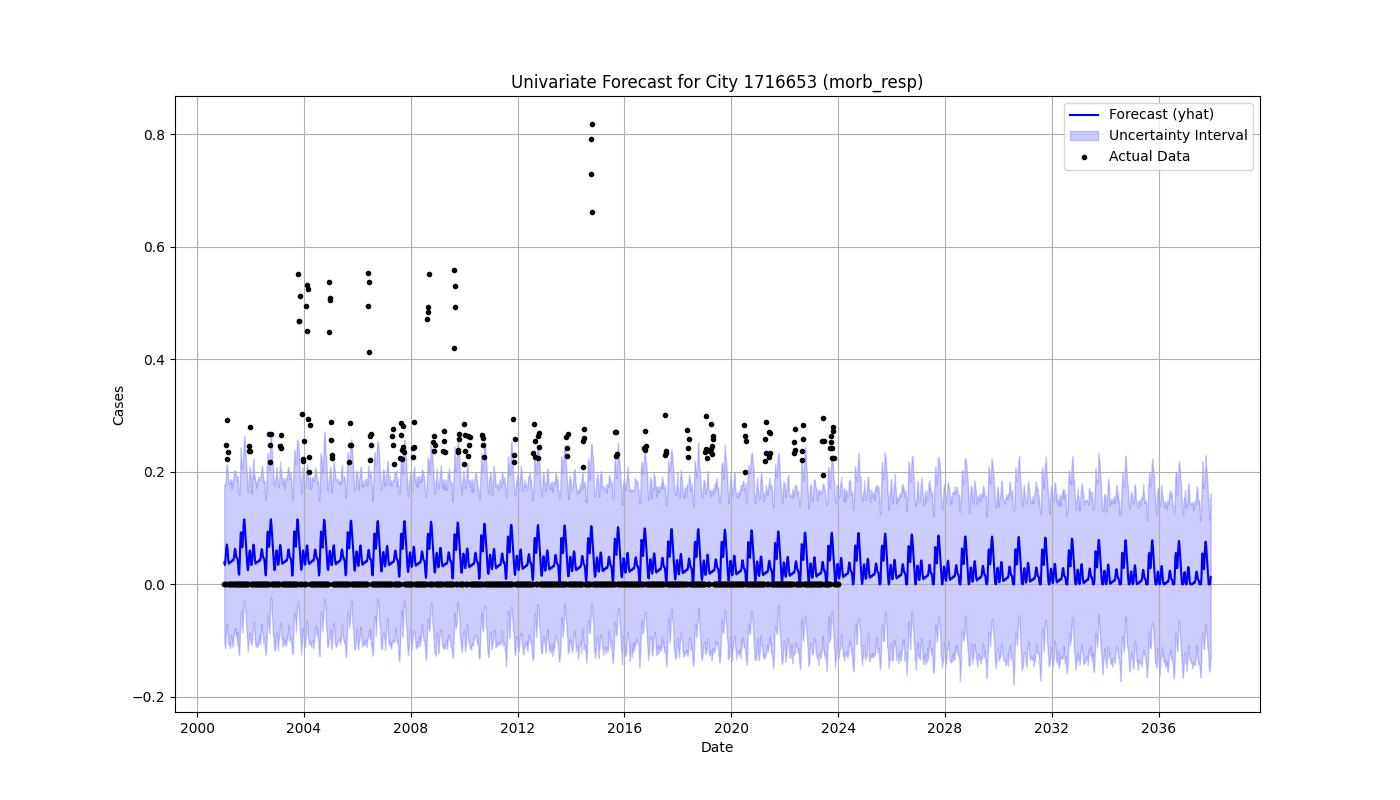 Univariate Forecast for City 1716653 (morb_resp)
Forecast (yhat)
Uncertainty Interval
Actual Data
Cases
0.8
0.6
0.4
0.2
0.0
−0.2
2000 2004 2008 2012 2016 2020 2024 2028 2032 2036
Date